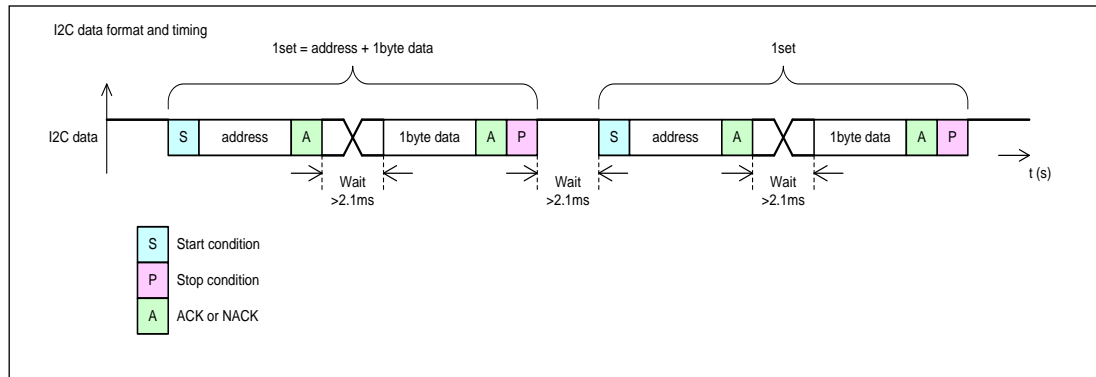 I2C data format and timing
1set = address + 1byte data
1set
I2C data
S address A 1byte data A P S address A 1byte data A P
t (s)
Wait Wait Wait
>2.1ms >2.1ms >2.1ms
S Start condition
P Stop condition
A ACK or NACK